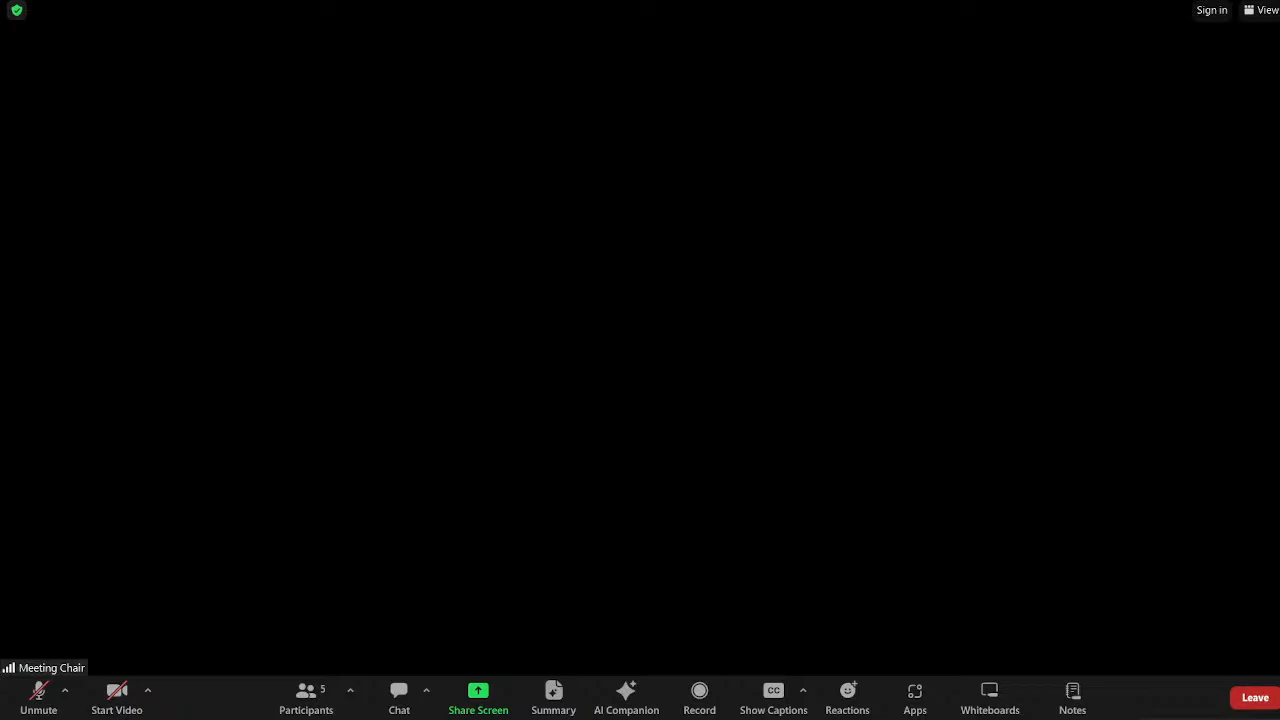 Sign in
View
Meeting Chair
5
Unmute
Start Video
Participants
Chat
Share Screen
Summary
AI Companion
Record
CC
Show Captions
Reactions
Apps
Whiteboards
Notes
Leave